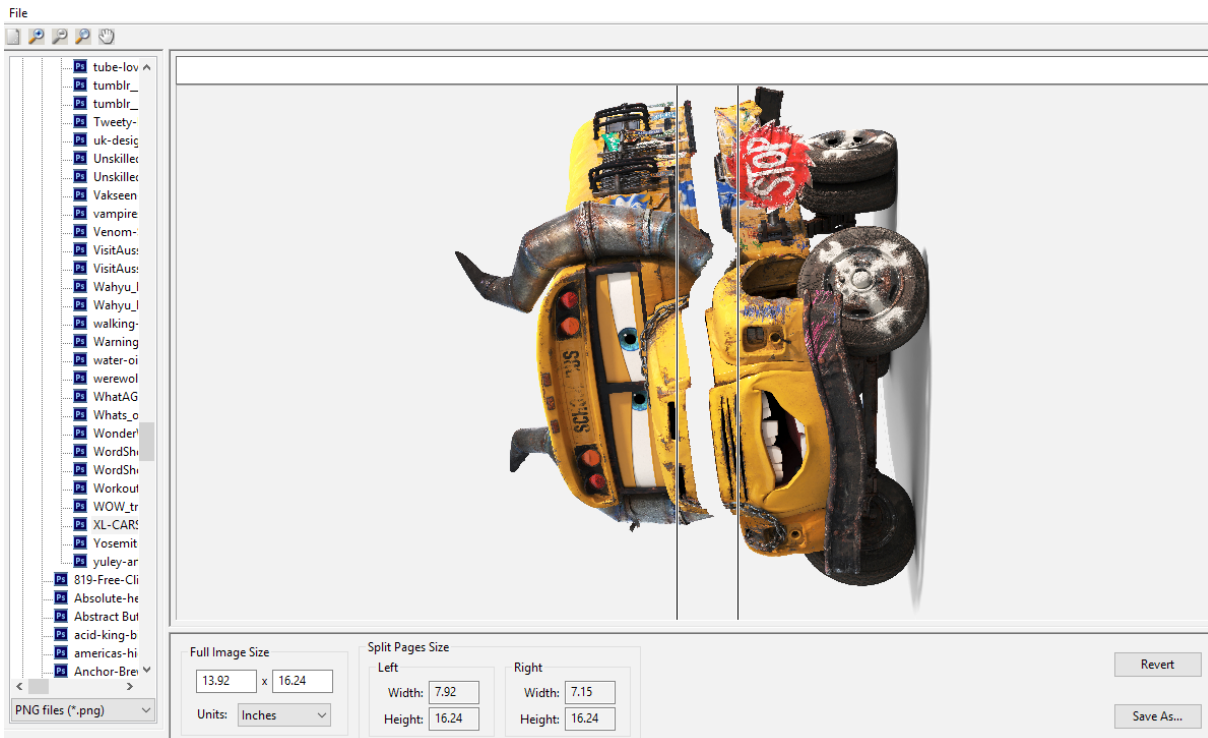 File
tube-lov
tumblr_
tumblr_
Tweety-
uk-desig
Unskilled
Unskilled
Vakseen
vampire
Venom-
VisitAus
VisitAus
Wahyu_
Wahyu_
walking-
Warning
water-oi
werewol
WhatAG
Whats_o
Wonder
WordSh
WordSh
Workout
WOW_tr
XL-CARS
Yosemit
yuley-an
819-Free-Cli
Absolute-he
Abstract But
acid-king-b
americas-hi
Anchor-Brev
PNG files (*.png)
STOP
SCHOOL BUS
Full Image Size
13.92 x 16.24
Units: Inches
Split Pages Size
Left
Width: 7.92
Height: 16.24
Right
Width: 7.15
Height: 16.24
Revert
Save As...